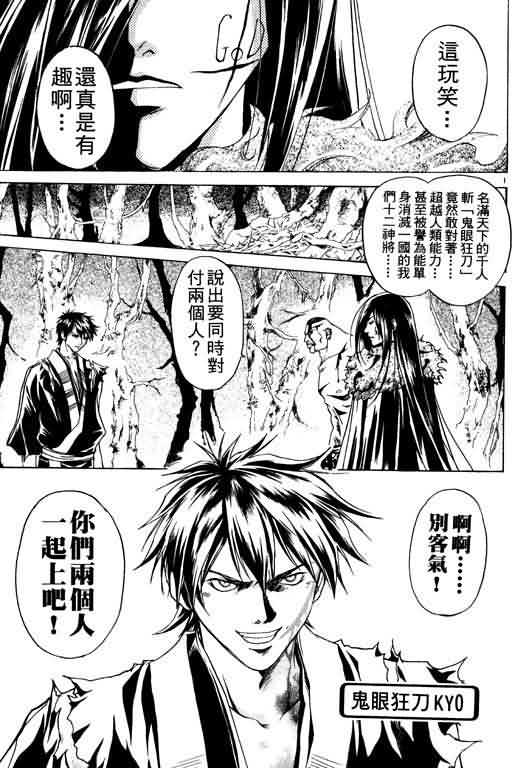 這玩笑…
還真是有
趣啊…
名滿天下的千人
斬「鬼眼狂刀」
竟然敢對著……
超越人類能力…
甚至被譽為能單
身消滅一國的我
們十二神將…
說出要同時對
付兩個人？
啊啊……
別客氣！
你們兩個人
一起上吧！
鬼眼狂刀KYO
1